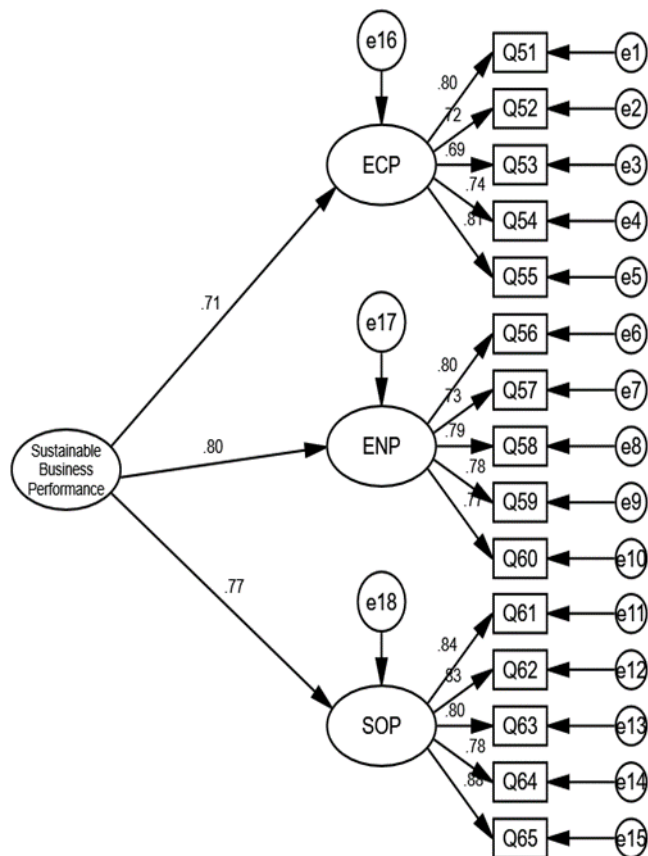 e16
Q51
e1
.80
Q52
e2
.72
ECP
.69
Q53
e3
.74
Q54
e4
.81
Q55
e5
.71
e17
Q56
e6
.80
Q57
e7
.73
Sustainable
Business
Performance
.80
ENP
.79
Q58
e8
.78
Q59
e9
.77
Q60
e10
.77
e18
Q61
e11
.84
Q62
e12
.83
SOP
.80
Q63
e13
.78
Q64
e14
.88
Q65
e15